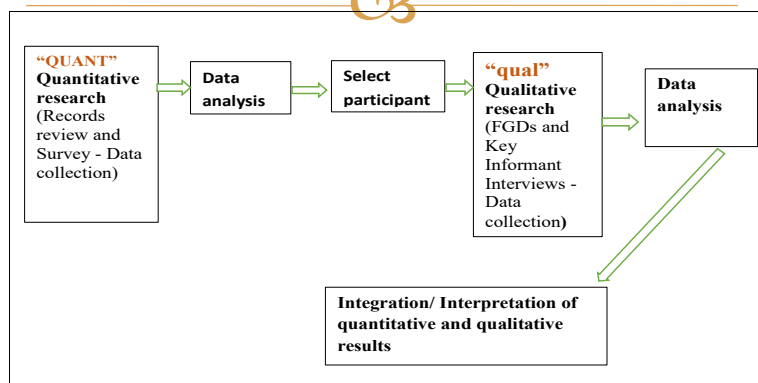 “QUANT”
Quantitative
research
(Records
review and
Survey - Data
collection)
Data
analysis
Select
participant
“qual”
Qualitative
research
(FGDs and
Key
Informant
Interviews -
Data
collection)
Data
analysis
Integration/ Interpretation of
quantitative and qualitative
results